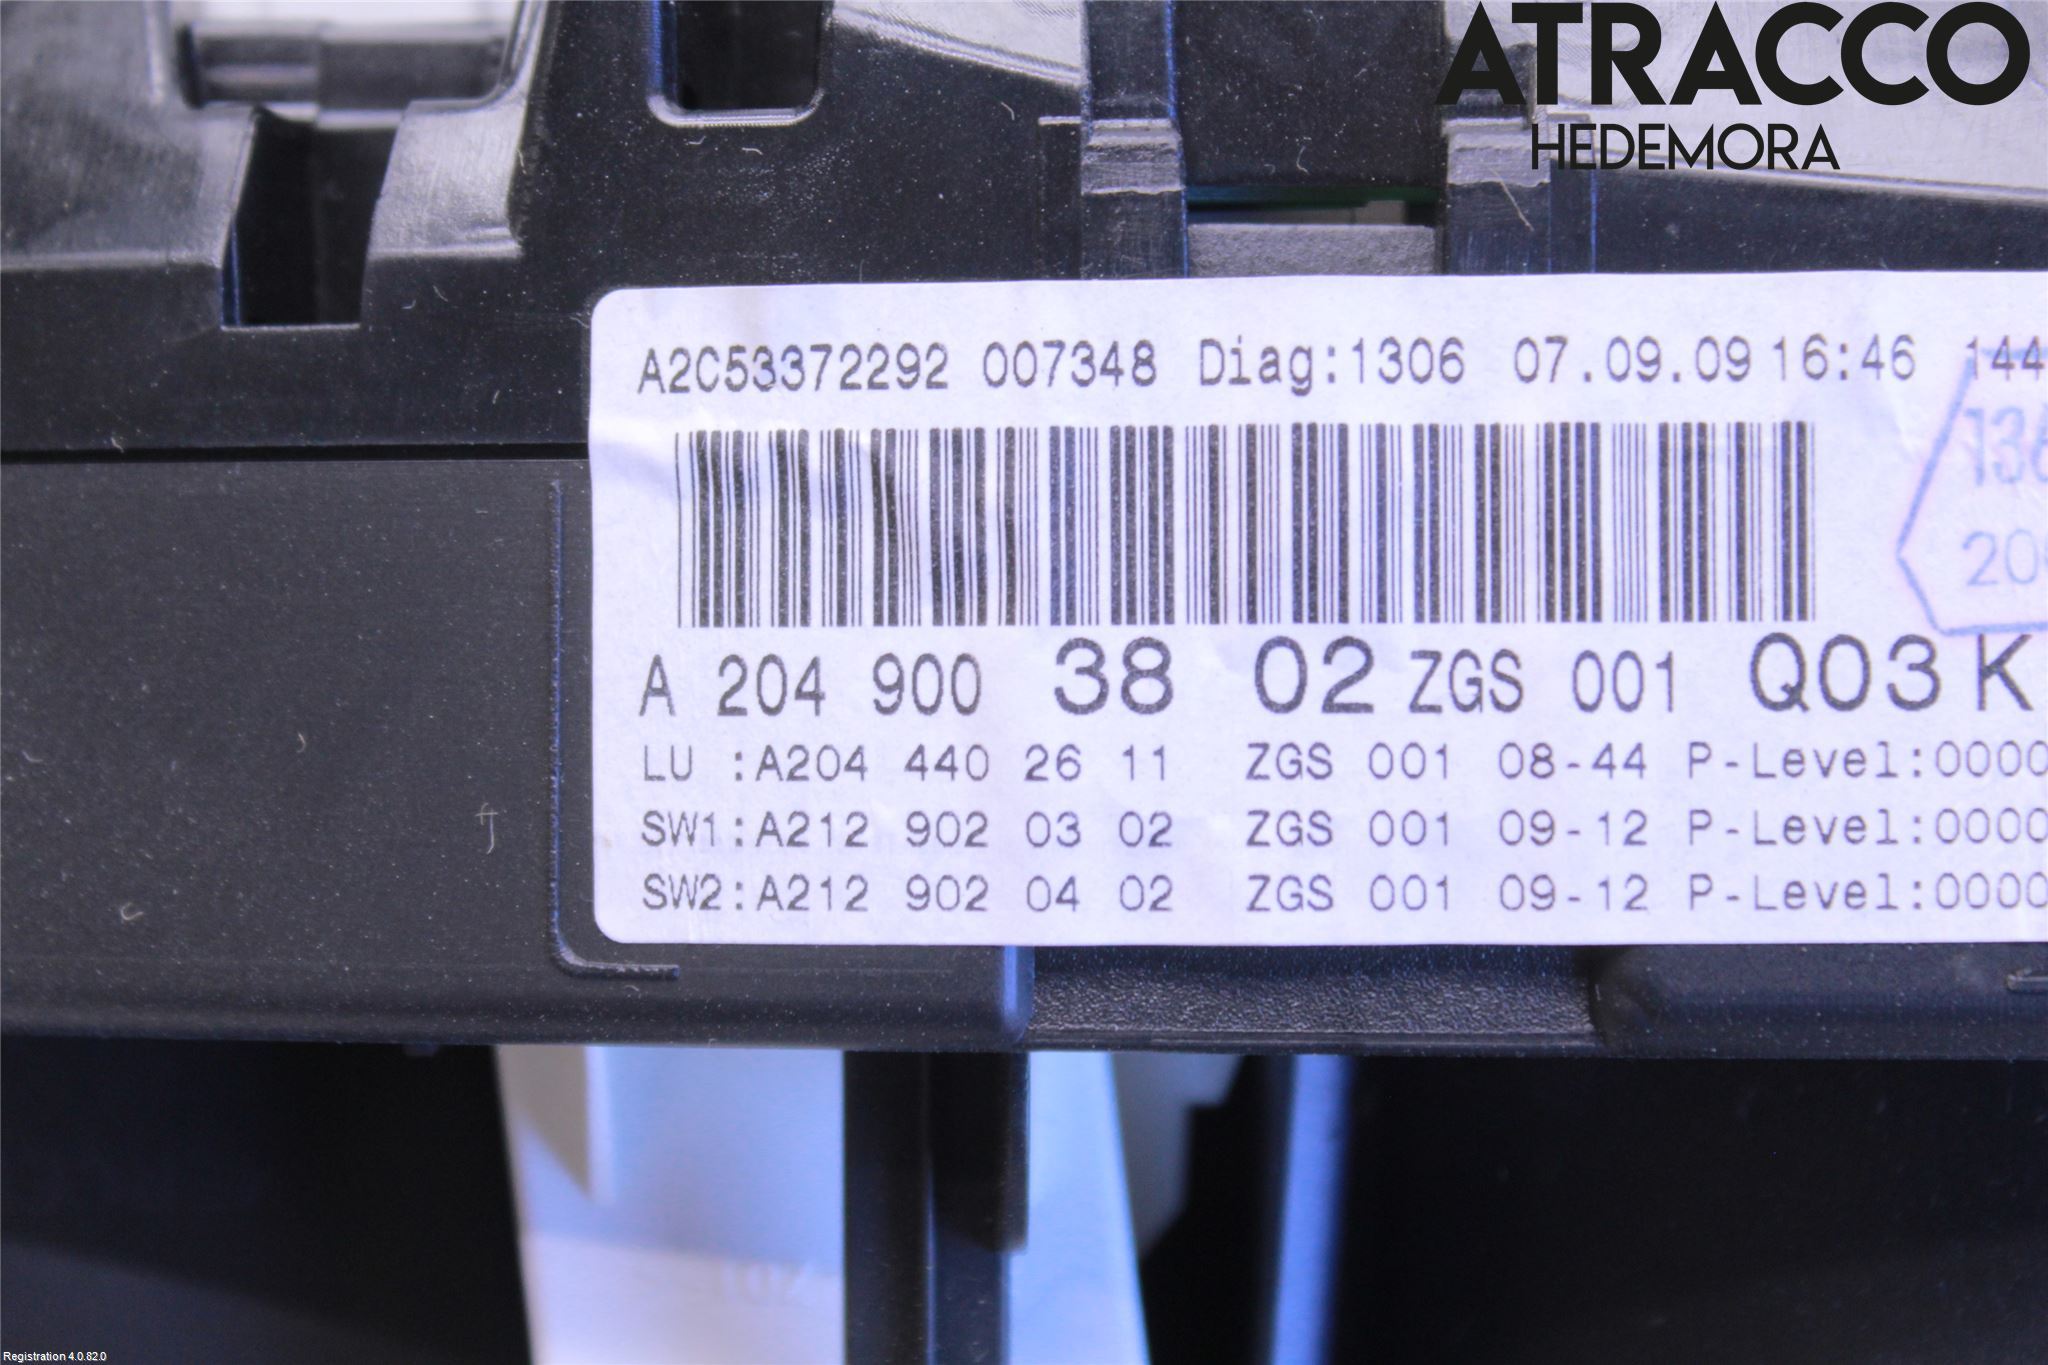 ATRACCO
HEDEMORA
A2C53372292 007348 Diag:1306 07.09.09 16:46 144
A 204 900 38 02 ZGS 001 Q03 K
LU :A204 440 26 11 ZGS 001 08-44 P-Level:0000
SW1:A212 902 03 02 ZGS 001 09-12 P-Level:0000
SW2:A212 902 04 02 ZGS 001 09-12 P-Level:0000
Registration 4.0.82.0